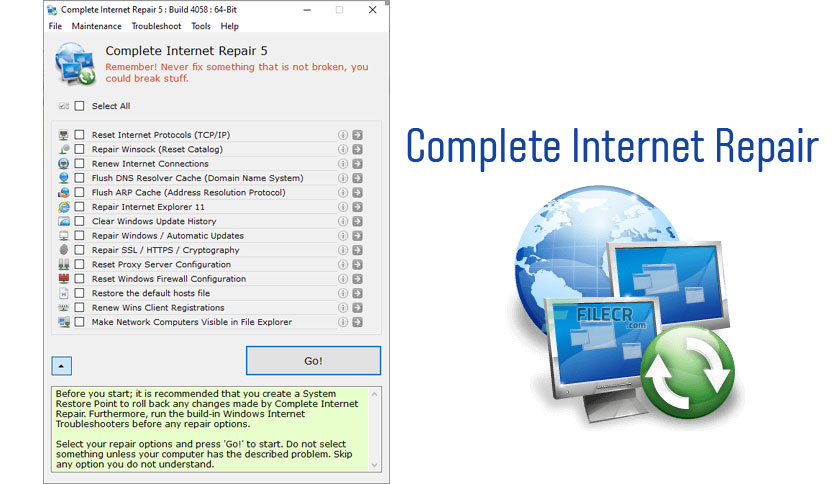 Complete Internet Repair 5 : Build 4058 : 64-Bit
File Maintenance Troubleshoot Tools Help
Complete Internet Repair 5
Remember! Never fix something that is not broken, you
could break stuff.
Select All
Reset Internet Protocols (TCP/IP)
Repair Winsock (Reset Catalog)
Renew Internet Connections
Flush DNS Resolver Cache (Domain Name System)
Flush ARP Cache (Address Resolution Protocol)
Repair Internet Explorer 11
Clear Windows Update History
Repair Windows / Automatic Updates
Repair SSL / HTTPS / Cryptography
Reset Proxy Server Configuration
Reset Windows Firewall Configuration
Restore the default hosts file
Renew Wins Client Registrations
Make Network Computers Visible in File Explorer
Go!
Before you start; it is recommended that you create a System
Restore Point to roll back any changes made by Complete Internet
Repair. Furthermore, run the build-in Windows Internet
Troubleshooters before any repair options.
Select your repair options and press 'Go!' to start. Do not select
something unless your computer has the described problem. Skip
any option you do not understand.
Complete Internet Repair
FILECR
.com